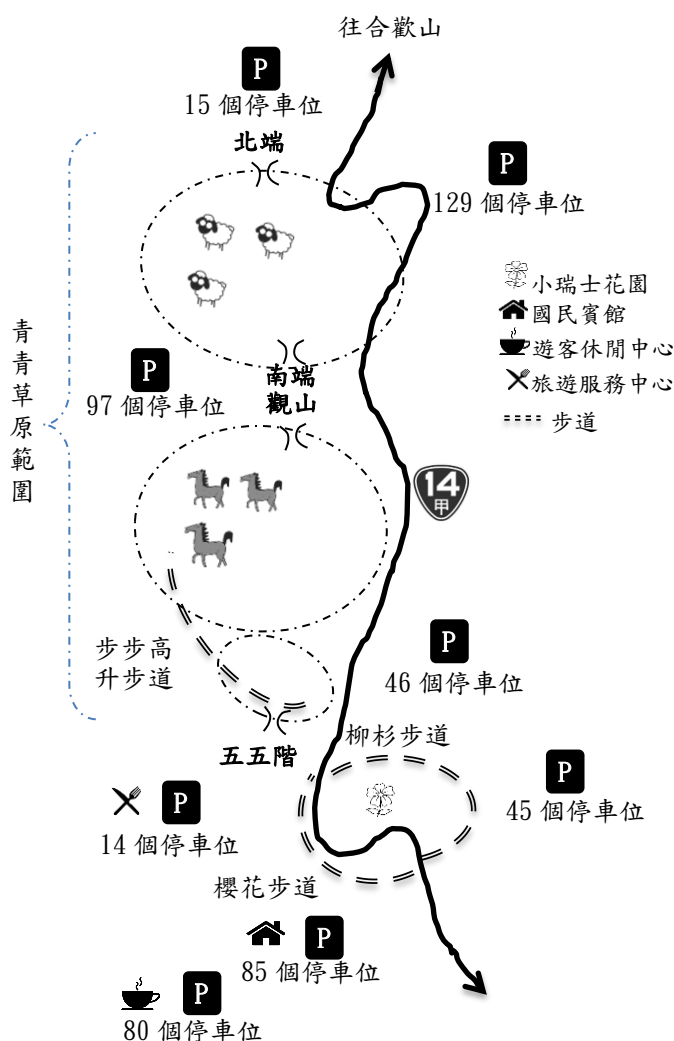 往合歡山
P
15 個停車位
北端
P
129 個停車位
小瑞士花園
國民賓館
遊客休閒中心
旅遊服務中心
步道
青青草原範圍
P
97 個停車位
南端
觀山
14
甲
步步高
升步道
P
46 個停車位
五五階
柳杉步道
P
45 個停車位
P
14 個停車位
櫻花步道
P
85 個停車位
P
80 個停車位